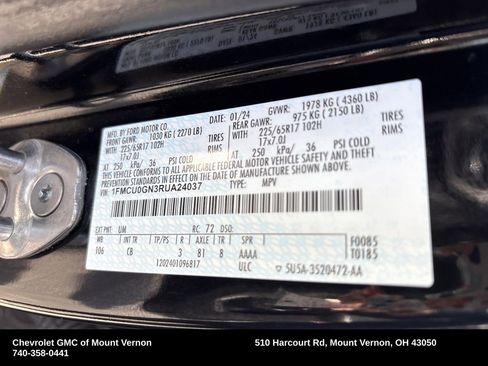 MFD. BY FORD MOTOR CO.
DATE: 01/24 GVWR: 1978 KG (4360 LB)
FRONT GAWR: 1030 KG (2270 LB)
REAR GAWR: 975 KG (2150 LB)
225/65R17 102H TIRES
17x7.0J RIMS
AT 250 kPa/ 36 PSI COLD
225/65R17 102H TIRES
17x7.0J RIMS
AT 250 kPa/ 36 PSI COLD
THIS VEHICLE CONFORMS TO ALL APPLICABLE FEDERAL MOTOR VEHICLE SAFETY, BUMPER, AND THEFT PREVENTION STANDARDS IN EFFECT ON THE DATE OF MANUFACTURE SHOWN ABOVE.
VIN: 1FMCU0GN3RUA24037
TYPE: MPV
EXT PNT: UM RC: 72
WB INT TR TP/PS R AXLE TR SPR
106 CB 3 81 8 AAAA
F0085
T0185
1202401096817
ULC 5U5A-3520472-AA
Chevrolet GMC of Mount Vernon
740-358-0441
510 Harcourt Rd, Mount Vernon, OH 43050